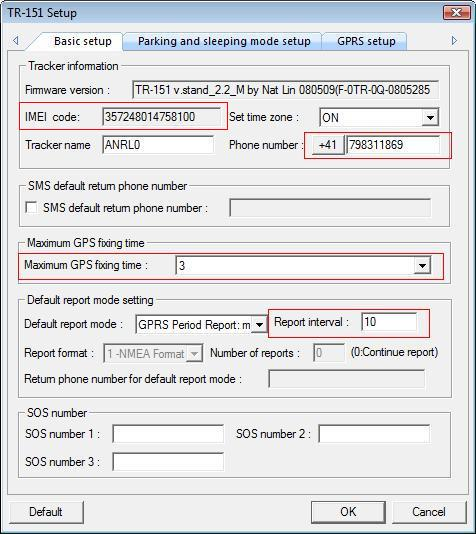 TR-151 Setup
Basic setup Parking and sleeping mode setup GPRS setup
Tracker information
Firmware version : TR-151 v.stand_2.2_M by Nat Lin 080509(F-0TR-0Q-0805285
IMEI code: 357248014758100 Set time zone : ON
Tracker name ANRL0 Phone number : +41 798311869
SMS default return phone number
SMS default return phone number :
Maximum GPS fixing time
Maximum GPS fixing time : 3
Default report mode setting
Default report mode : GPRS Period Report: m Report interval : 10
Report format : 1 -NMEA Format Number of reports : 0 (0:Continue report)
Return phone number for default report mode :
SOS number
SOS number 1 : SOS number 2 :
SOS number 3 :
Default OK Cancel